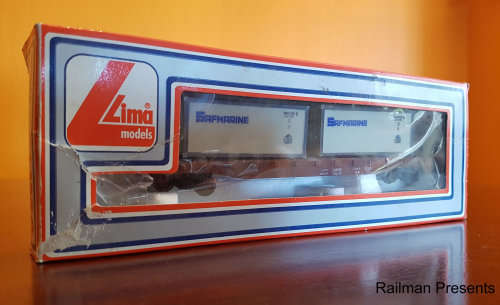 Lima®
models
SAFMARINE
SAFMARINE
Railman Presents